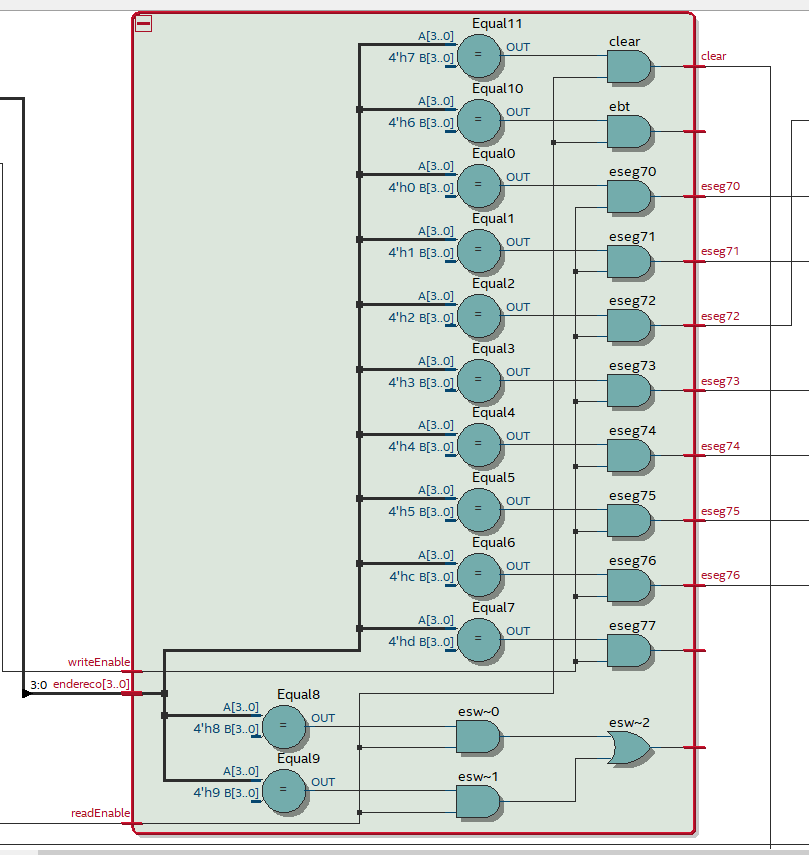 Equal11
A[3..0]
4'h7 B[3..0]
=
OUT
clear
clear
Equal10
A[3..0]
4'h6 B[3..0]
=
OUT
ebt
Equal0
A[3..0]
4'h0 B[3..0]
=
OUT
eseg70
eseg70
Equal1
A[3..0]
4'h1 B[3..0]
=
OUT
eseg71
eseg71
Equal2
A[3..0]
4'h2 B[3..0]
=
OUT
eseg72
eseg72
Equal3
A[3..0]
4'h3 B[3..0]
=
OUT
eseg73
eseg73
Equal4
A[3..0]
4'h4 B[3..0]
=
OUT
eseg74
eseg74
Equal5
A[3..0]
4'h5 B[3..0]
=
OUT
eseg75
eseg75
Equal6
A[3..0]
4'hc B[3..0]
=
OUT
eseg76
eseg76
Equal7
A[3..0]
4'hd B[3..0]
=
OUT
eseg77
writeEnable
3:0 endereco[3..0]
Equal8
A[3..0]
4'h8 B[3..0]
=
OUT
esw~0
esw~2
Equal9
A[3..0]
4'h9 B[3..0]
=
OUT
esw~1
readEnable